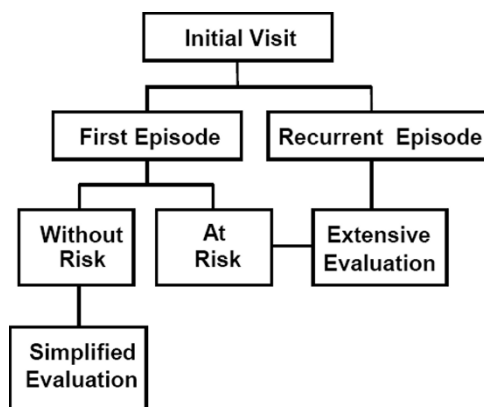 Initial Visit
First Episode
Recurrent Episode
Without
Risk
At
Risk
Extensive
Evaluation
Simplified
Evaluation